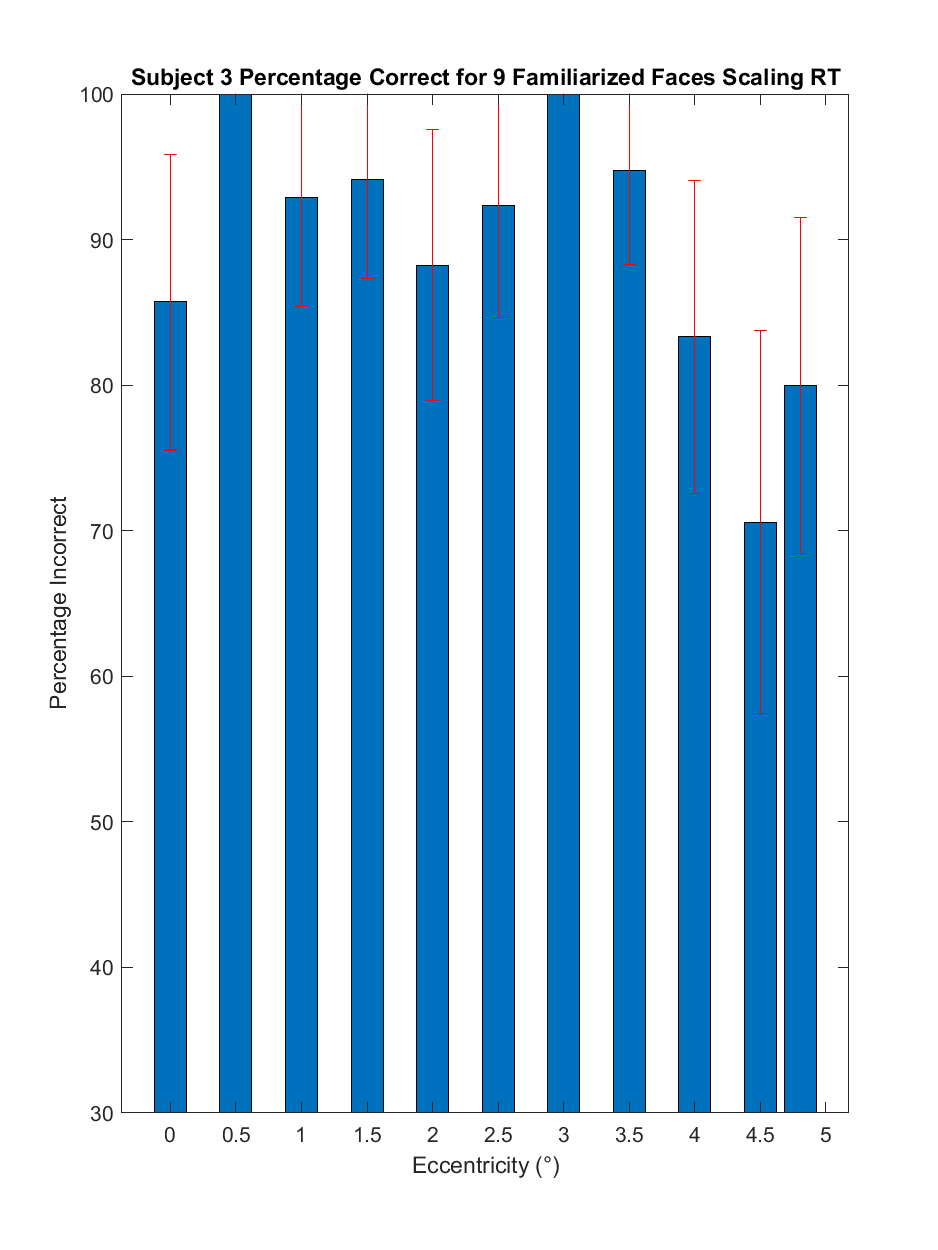 Subject 3 Percentage Correct for 9 Familiarized Faces Scaling RT
100
90
80
70
60
50
40
30
Percentage Incorrect
0 0.5 1 1.5 2 2.5 3 3.5 4 4.5 5
Eccentricity (°)